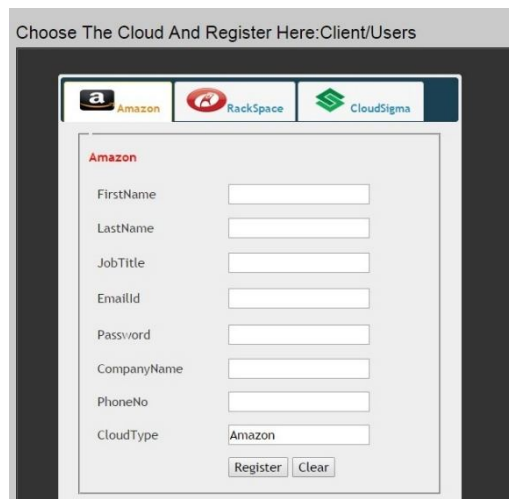 Choose The Cloud And Register Here:Client/Users
a Amazon RackSpace CloudSigma
Amazon
FirstName
LastName
JobTitle
EmailId
Password
CompanyName
PhoneNo
CloudType Amazon
Register Clear